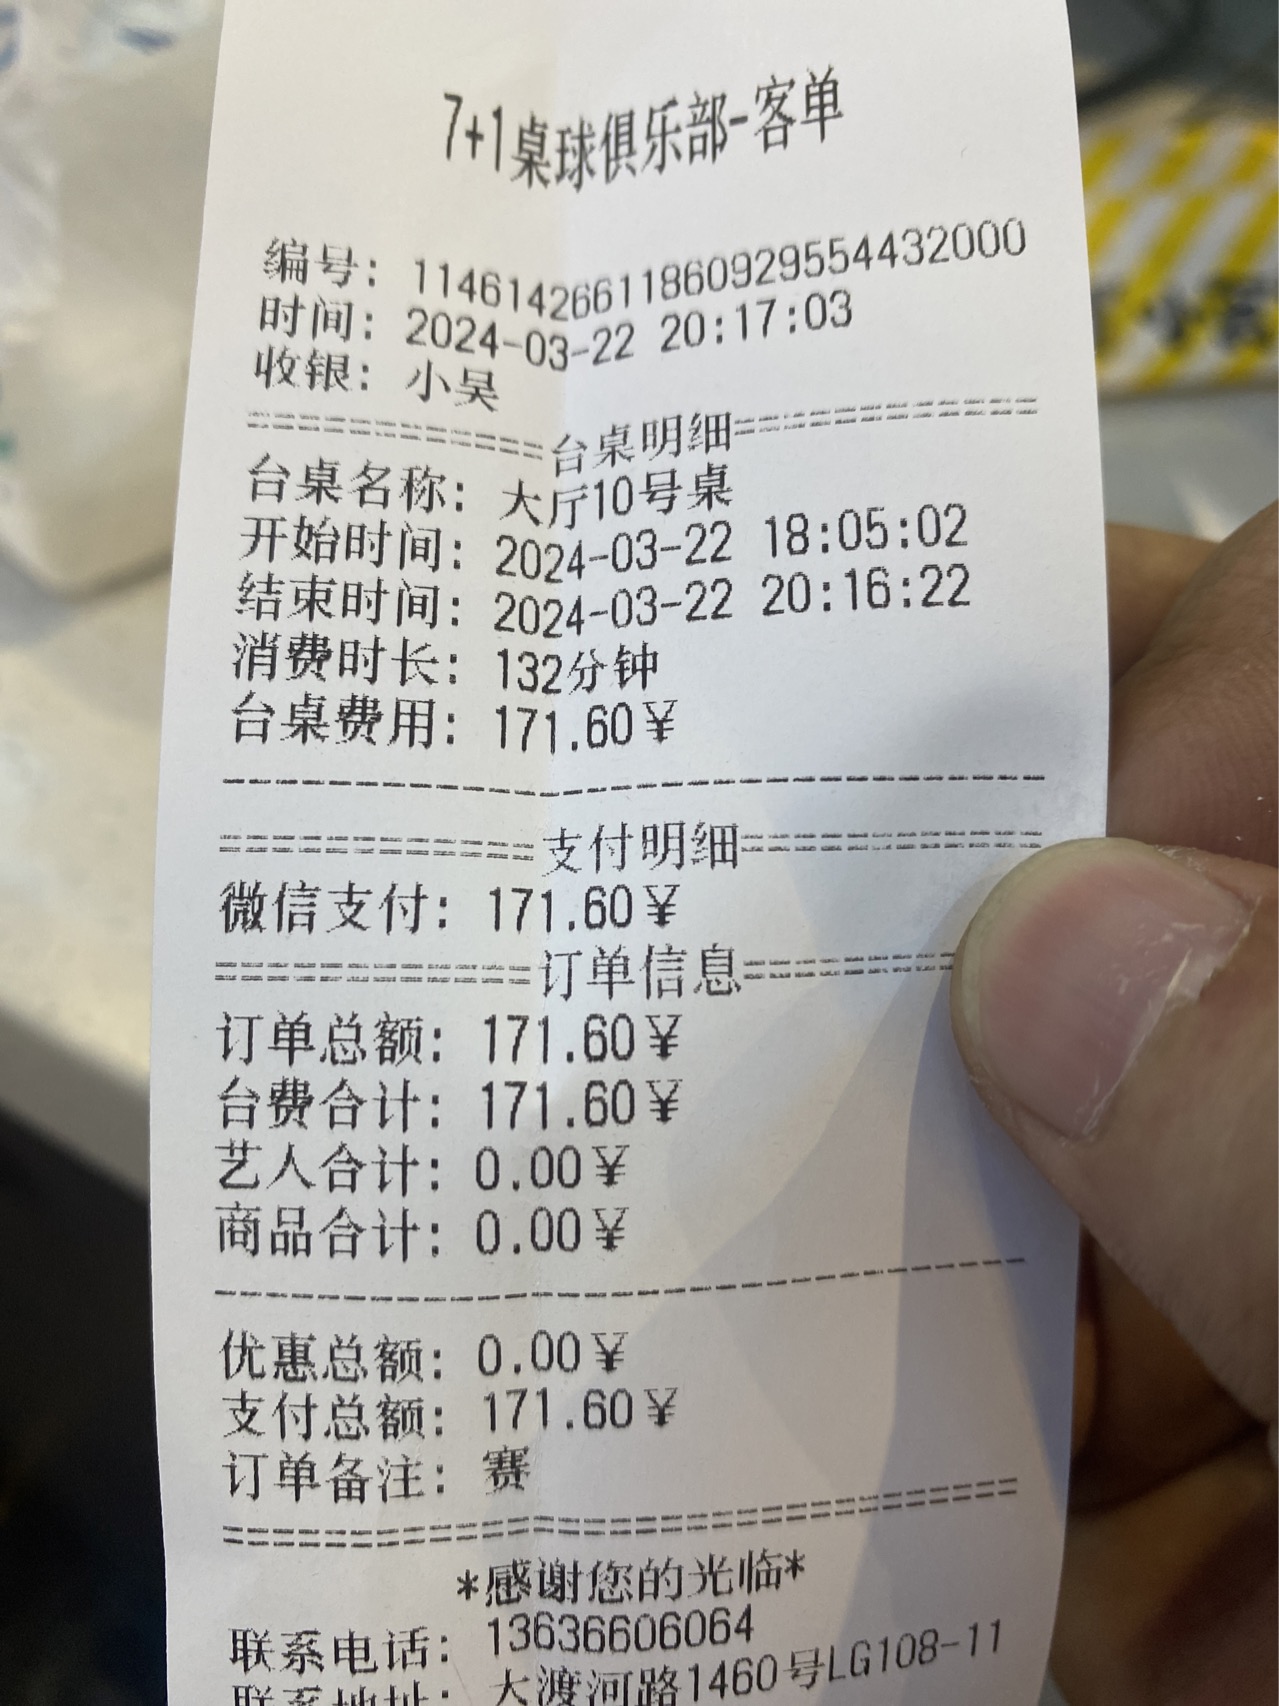 7+1桌球俱乐部-客单
编号: 1146142661186092955​4432000
时间: 2024-03-22 20:17:03
收银: 小吴
============台桌明细============
台桌名称: 大厅10号桌
开始时间: 2024-03-22 18:05:02
结束时间: 2024-03-22 20:16:22
消费时长: 132分钟
台桌费用: 171.60¥
--------------------------------
============支付明细============
微信支付: 171.60¥
============订单信息========
订单总额: 171.60¥
台费合计: 171.60¥
艺人合计: 0.00¥
商品合计: 0.00¥
--------------------------------
优惠总额: 0.00¥
支付总额: 171.60¥
订单备注: 赛
================================
*感谢您的光临*
联系电话: 13636606064
联系地址: 大渡河路1460号LG108-11